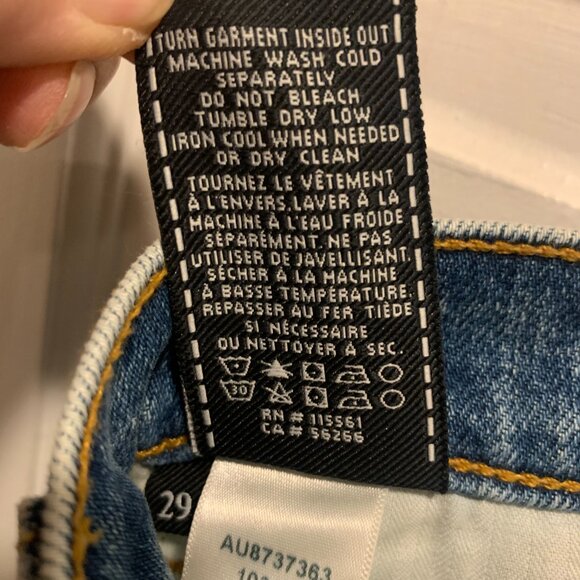 TURN GARMENT INSIDE OUT
MACHINE WASH COLD
SEPARATELY
DO NOT BLEACH
TUMBLE DRY LOW
IRON COOL WHEN NEEDED
OR DRY CLEAN
TOURNEZ LE VÊTEMENT
À L'ENVERS.LAVER À LA
MACHINE À L'EAU FROIDE
SÉPARÉMENT.NE PAS
UTILISER DE JAVELLISANT.
SÉCHER À LA MACHINE
À BASSE TEMPÉRATURE.
REPASSER AU FER TIÈDE
SI NÉCESSAIRE
OU NETTOYER À SEC.
30
RN # 115561
CA # 56266
29
AU8737363